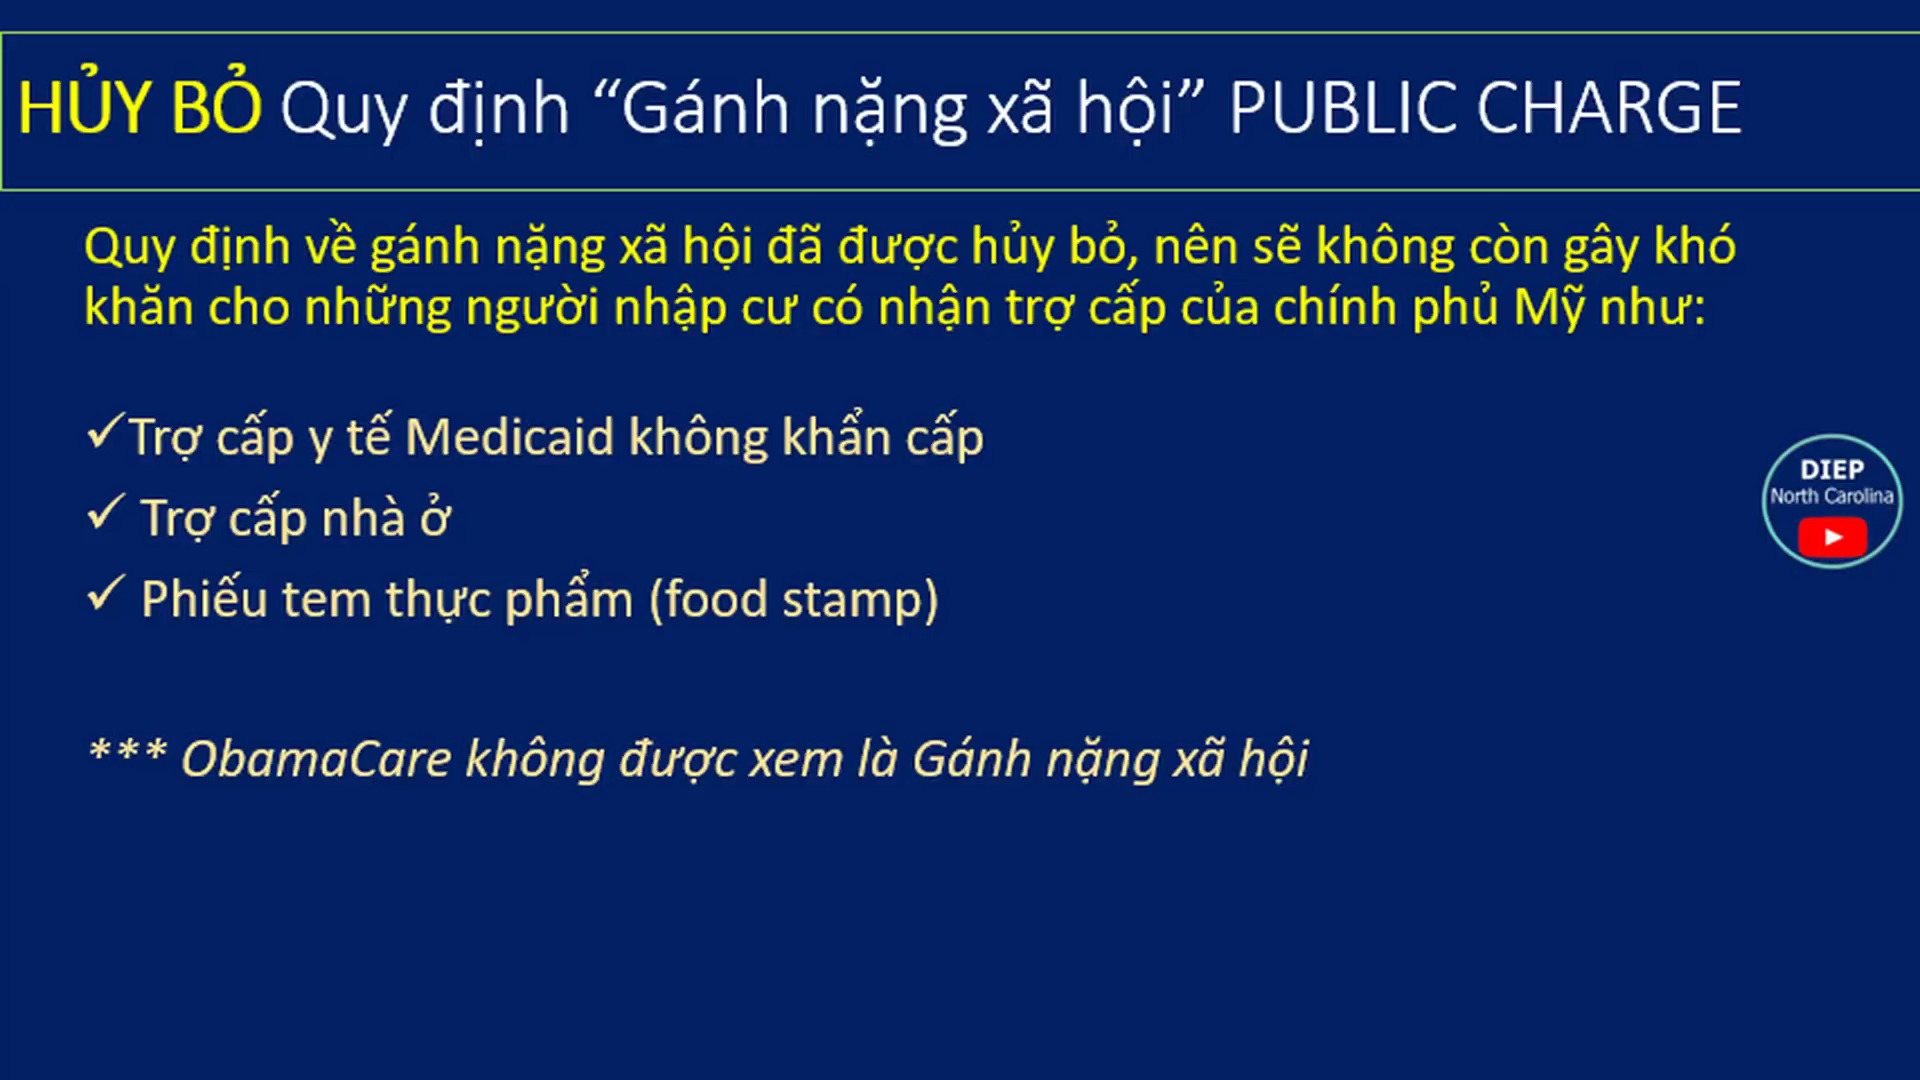 HỦY BỎ Quy định “Gánh nặng xã hội” PUBLIC CHARGE
Quy định về gánh nặng xã hội đã được hủy bỏ, nên sẽ không còn gây khó
khăn cho những người nhập cư có nhận trợ cấp của chính phủ Mỹ như:
✓Trợ cấp y tế Medicaid không khẩn cấp
✓ Trợ cấp nhà ở
✓ Phiếu tem thực phẩm (food stamp)
*** ObamaCare không được xem là Gánh nặng xã hội
DIEP
North Carolina